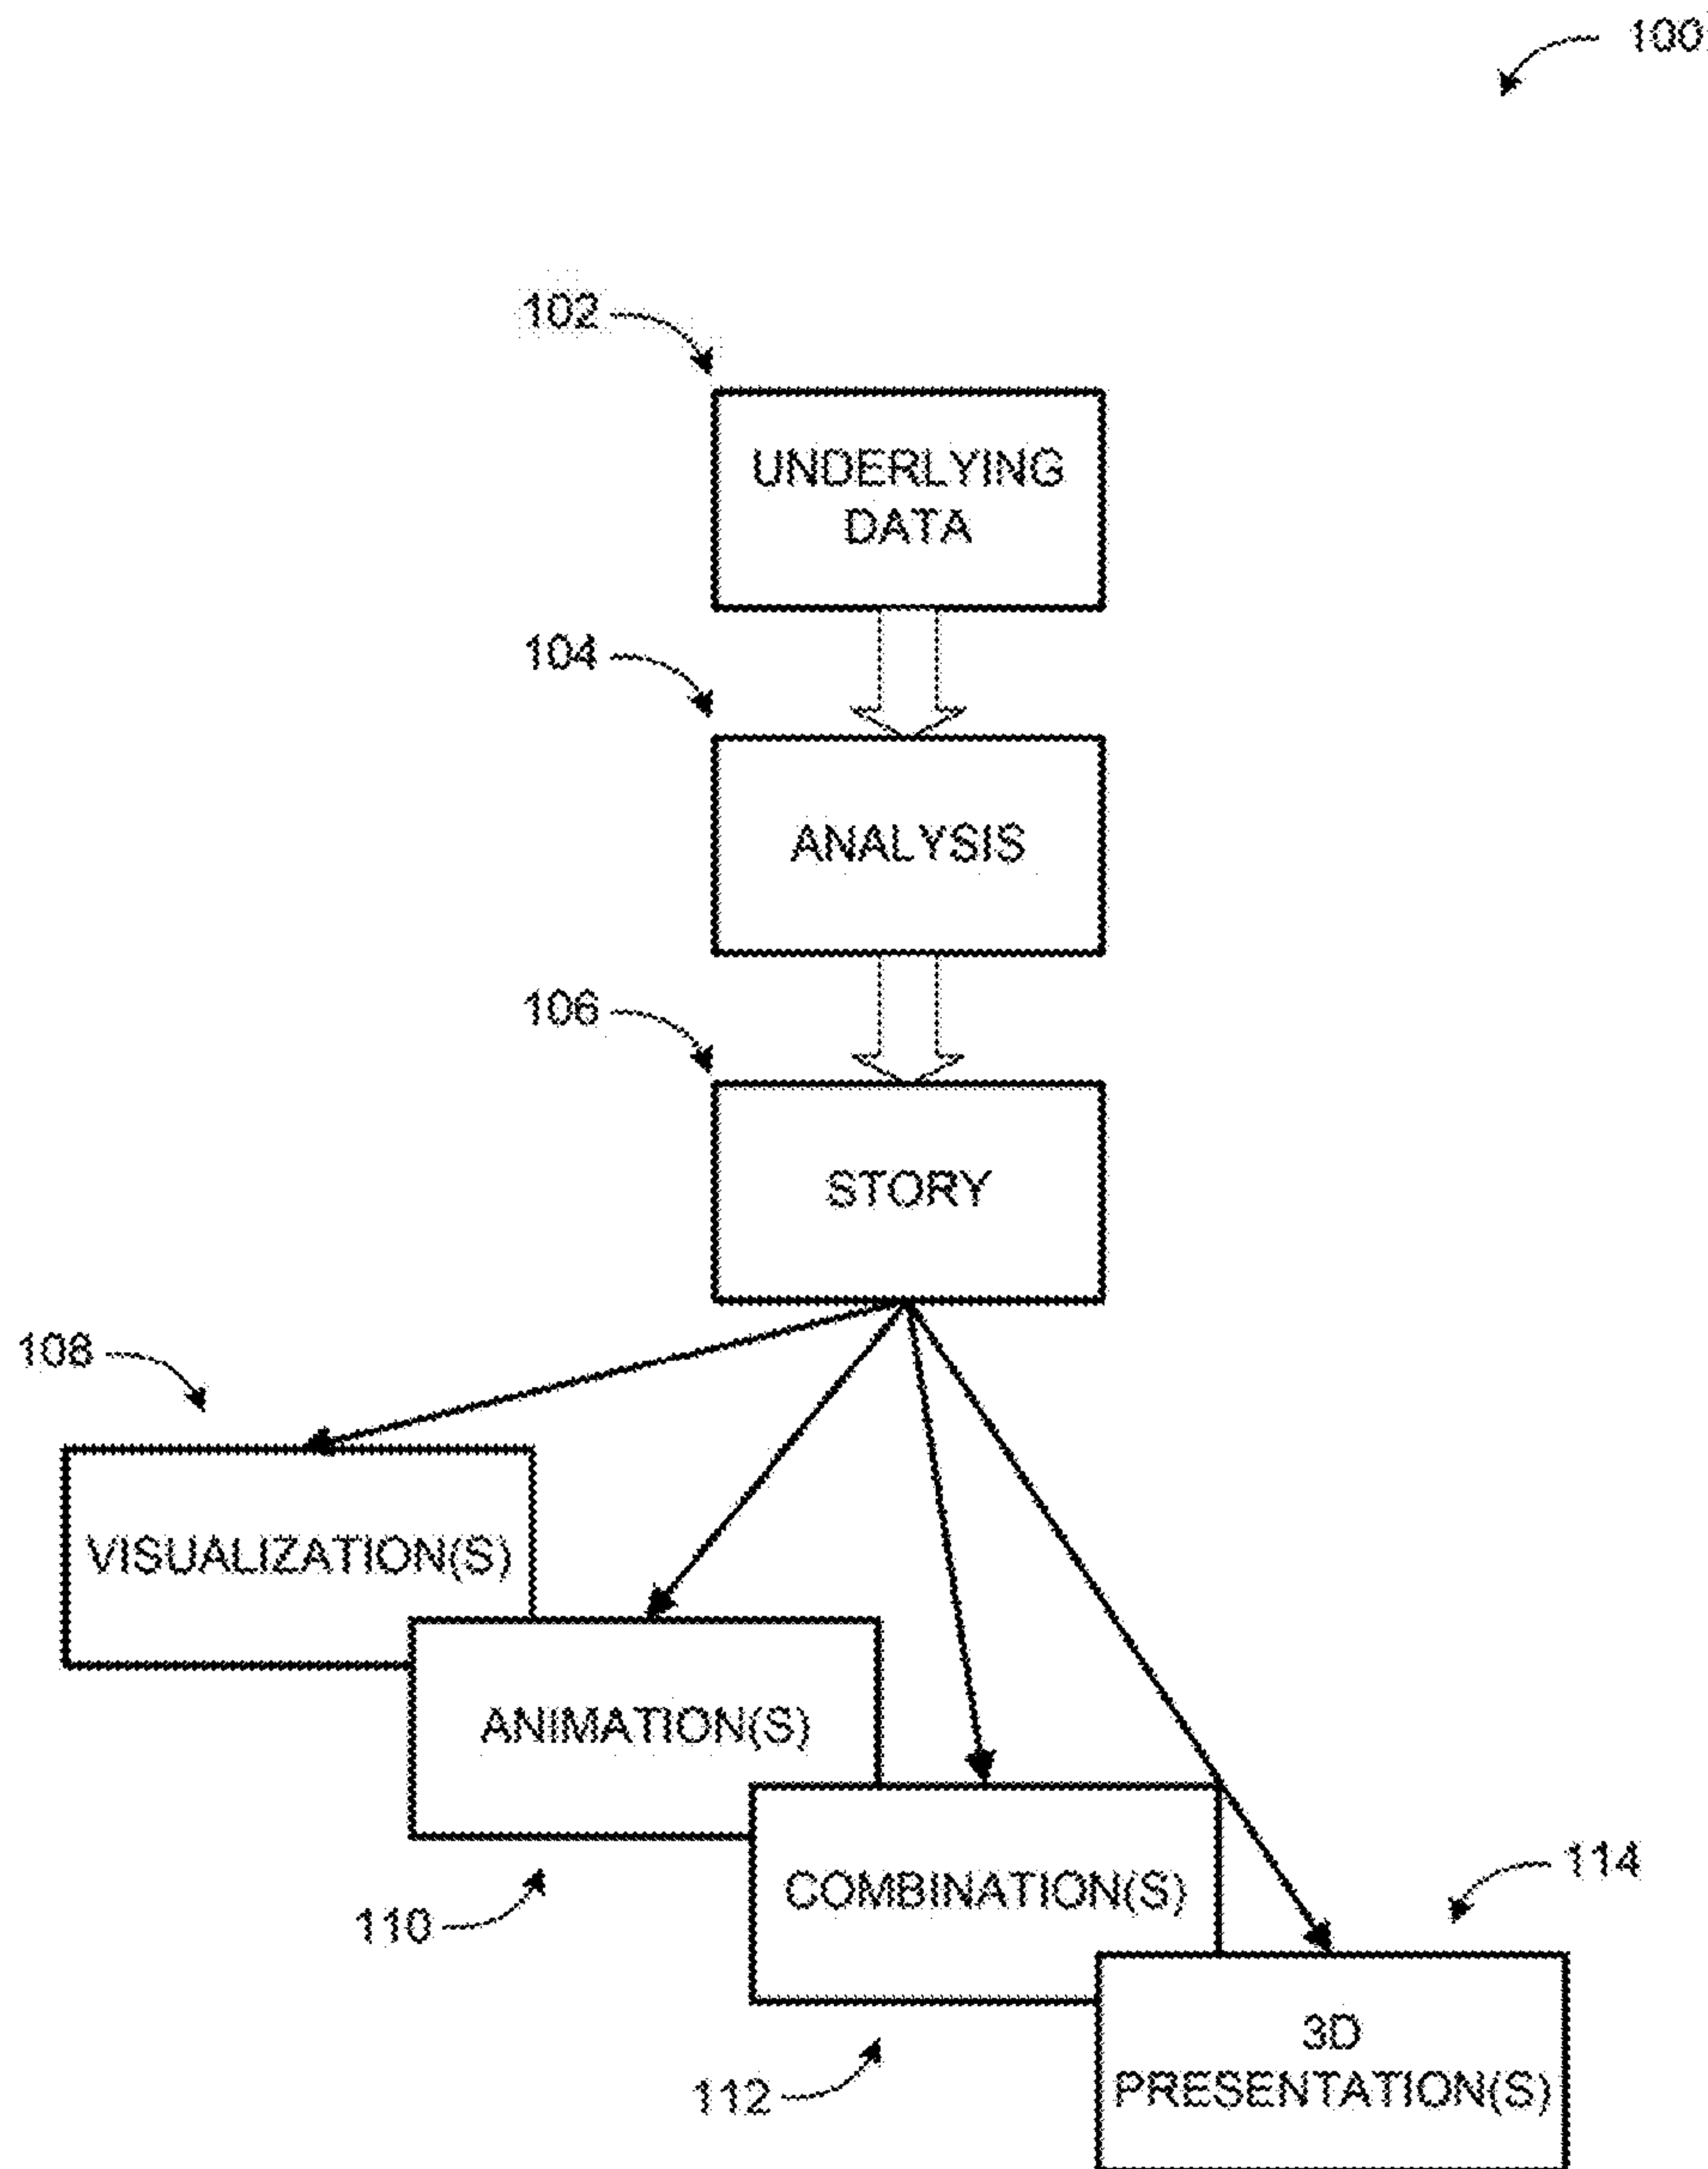 100
102
UNDERLYING
DATA
104
ANALYSIS
106
STORY
108
VISUALIZATION(S)
ANIMATION(S)
110
COMBINATION(S)
114
112
3D
PRESENTATION(S)